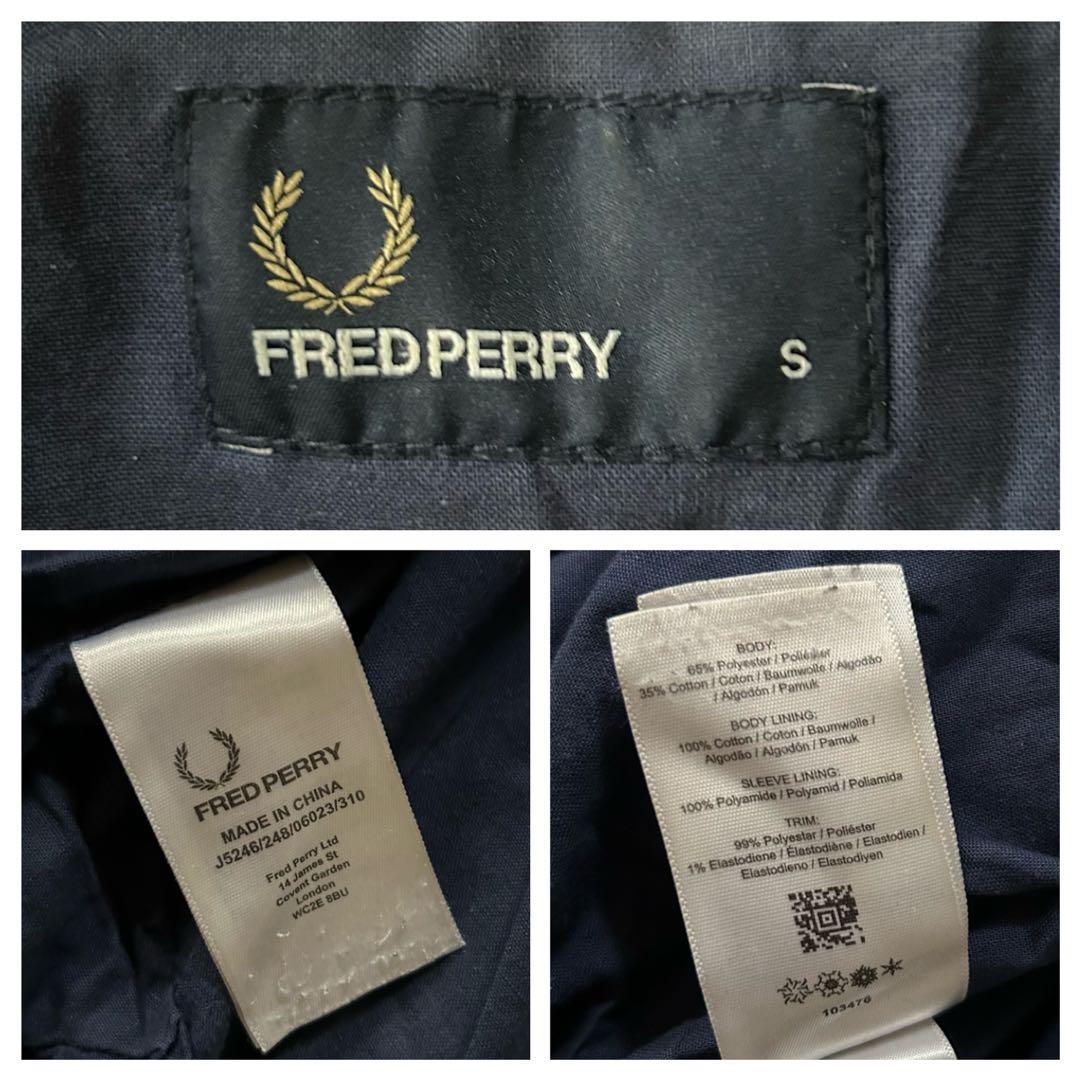 FRED PERRY S
FRED PERRY
MADE IN CHINA
J5246/248/06023/310
Fred Perry Ltd
14 James St
Covent Garden
London
WC2E 8BU
BODY:
65% Polyester / Poliéster
35% Cotton / Coton / Baumwolle / Algodão
/ Algodón / Pamuk
BODY LINING:
100% Cotton / Coton / Baumwolle /
Algodão / Algodón / Pamuk
SLEEVE LINING:
100% Polyamide / Polyamid / Poliamida
TRIM:
99% Polyester / Poliéster
1% Elastodiene / Élastodiène / Elastodien /
Elastodieno / Elastodiyen
103476